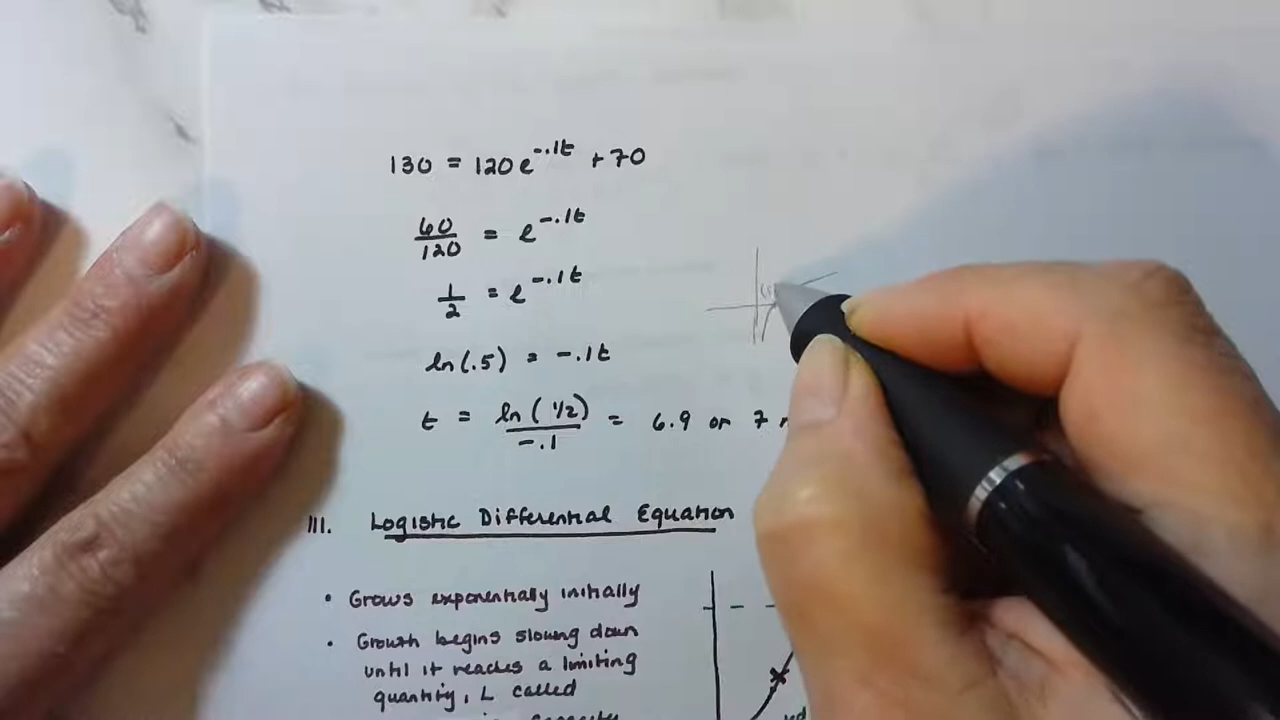 130 = 120e^-.1t + 70
60/120 = e^-.1t
1/2 = e^-.1t
ln(.5) = -.1t
t = ln(1/2)/-.1 = 6.9 or 7
III. Logistic Differential Equation
• Grows exponentially initially
• Growth begins slowing down
until it reaches a limiting
quantity, L called